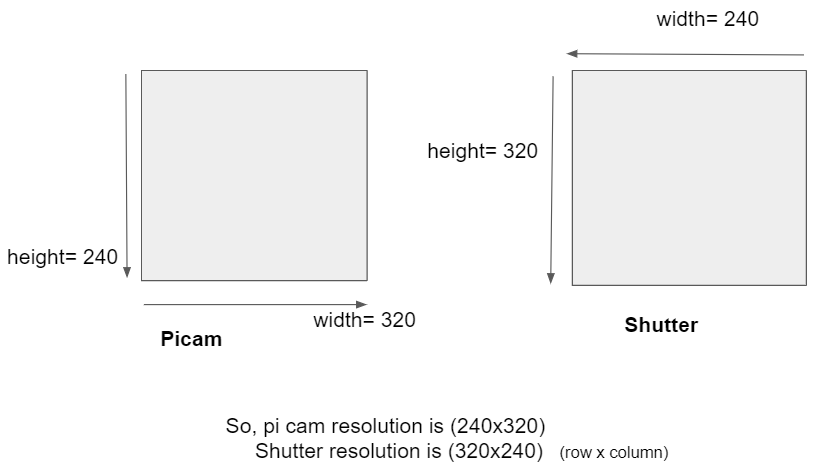 width= 240
height= 320
height= 240
width= 320
Picam
Shutter
So, pi cam resolution is (240x320)
Shutter resolution is (320x240) (row x column)